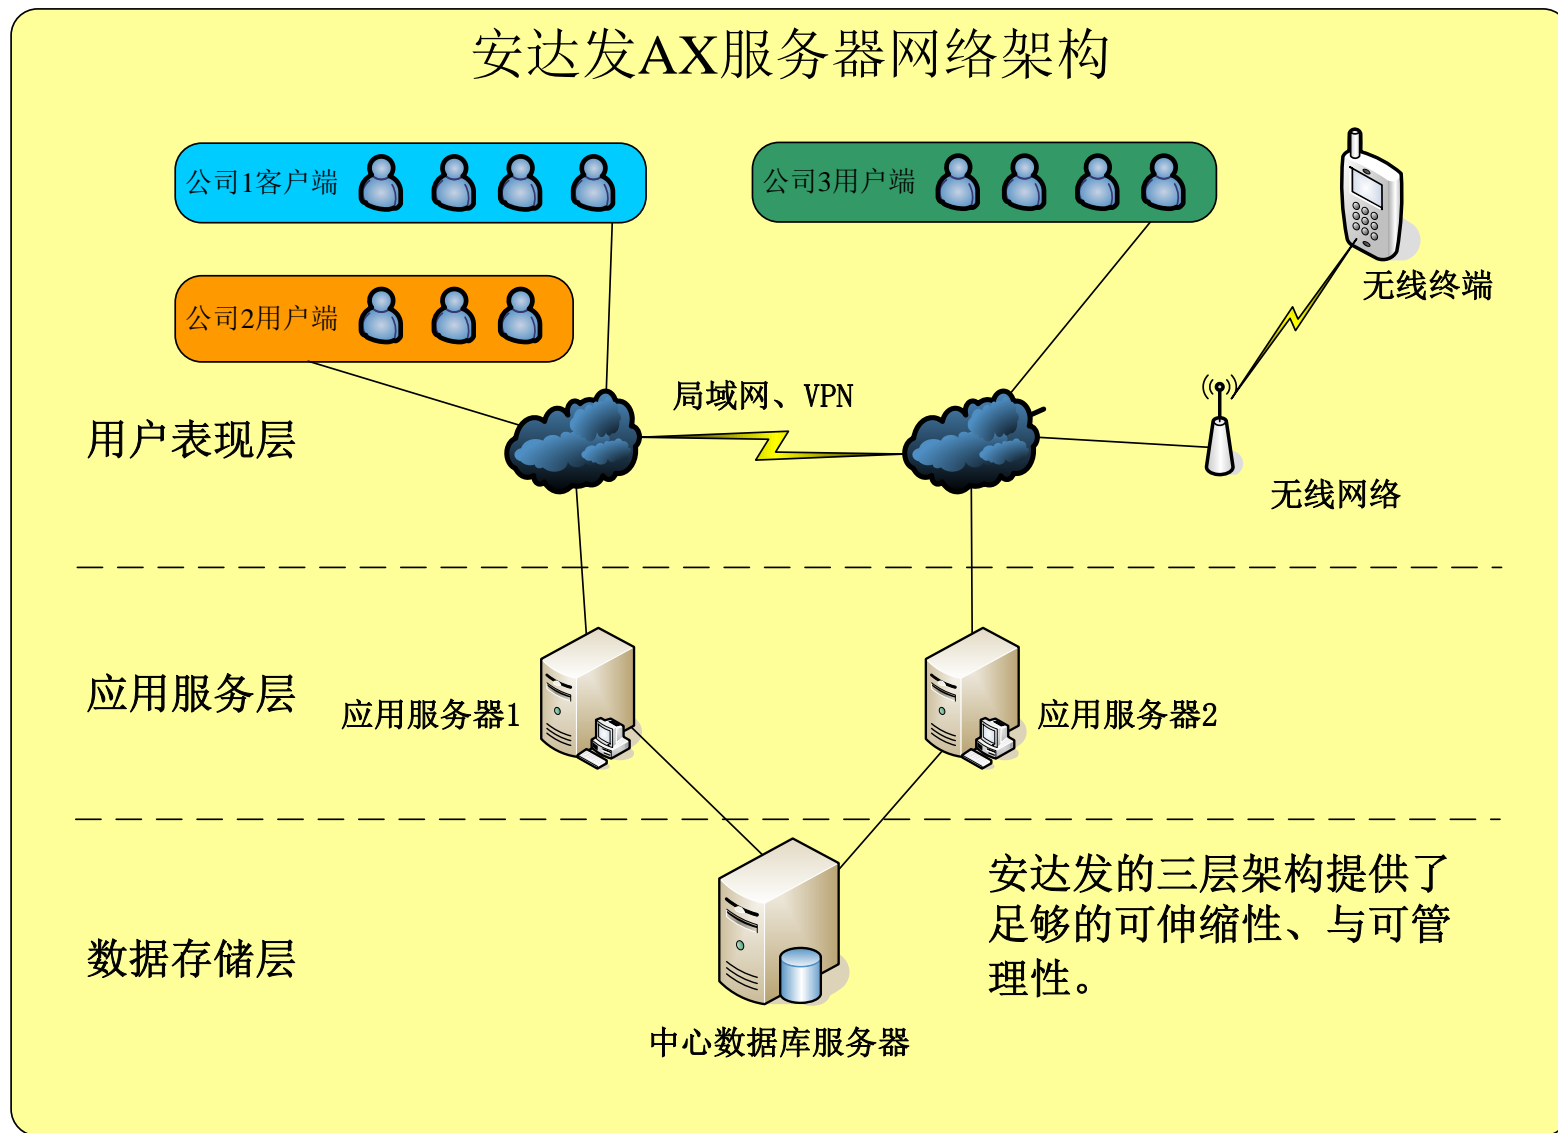 安达发AX服务器网络架构
公司1客户端
公司3用户端
无线终端
公司2用户端
局域网、VPN
用户表现层
无线网络
应用服务层
应用服务器1
应用服务器2
安达发的三层架构提供了
足够的可伸缩性、与可管
理性。
数据存储层
中心数据库服务器